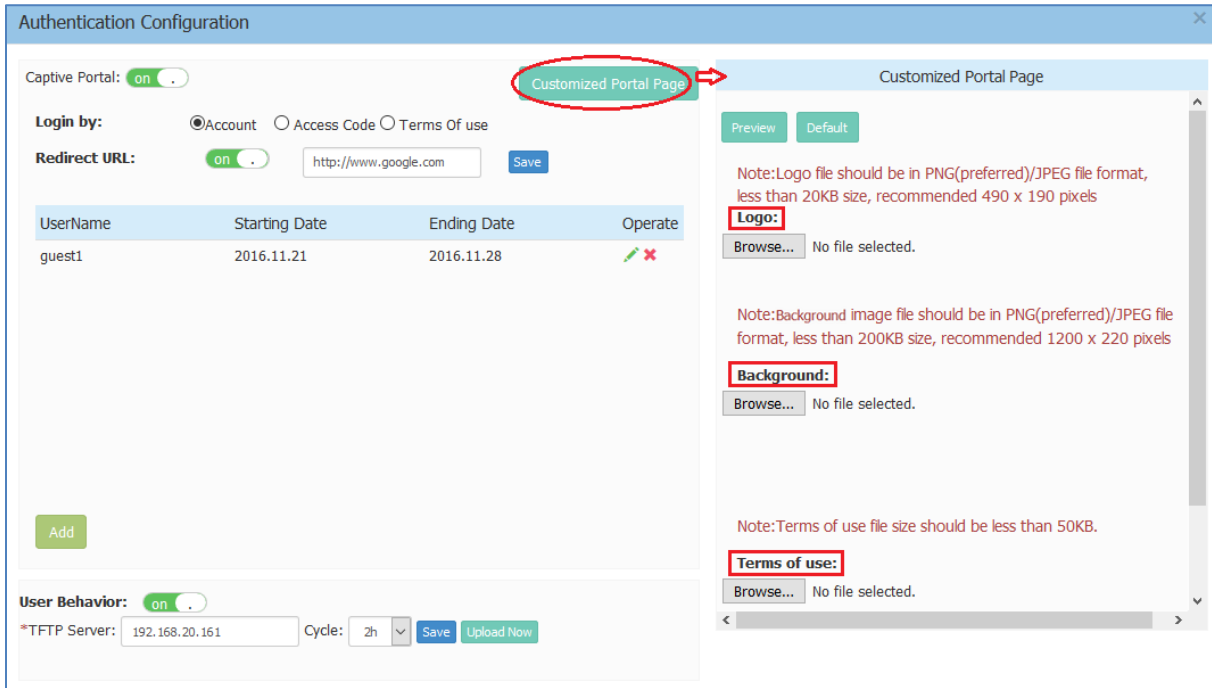 Authentication Configuration
Captive Portal: on .
Customized Portal Page
Login by: Account Access Code Terms Of use
Redirect URL: on . http://www.google.com Save
UserName Starting Date Ending Date Operate
guest1 2016.11.21 2016.11.28
Add
User Behavior: on .
*TFTP Server: 192.168.20.161 Cycle: 2h Save Upload Now
Customized Portal Page
Preview Default
Note:Logo file should be in PNG(preferred)/JPEG file format,
less than 20KB size, recommended 490 x 190 pixels
Logo:
Browse... No file selected.
Note:Background image file should be in PNG(preferred)/JPEG file
format, less than 200KB size, recommended 1200 x 220 pixels
Background:
Browse... No file selected.
Note:Terms of use file size should be less than 50KB.
Terms of use:
Browse... No file selected.